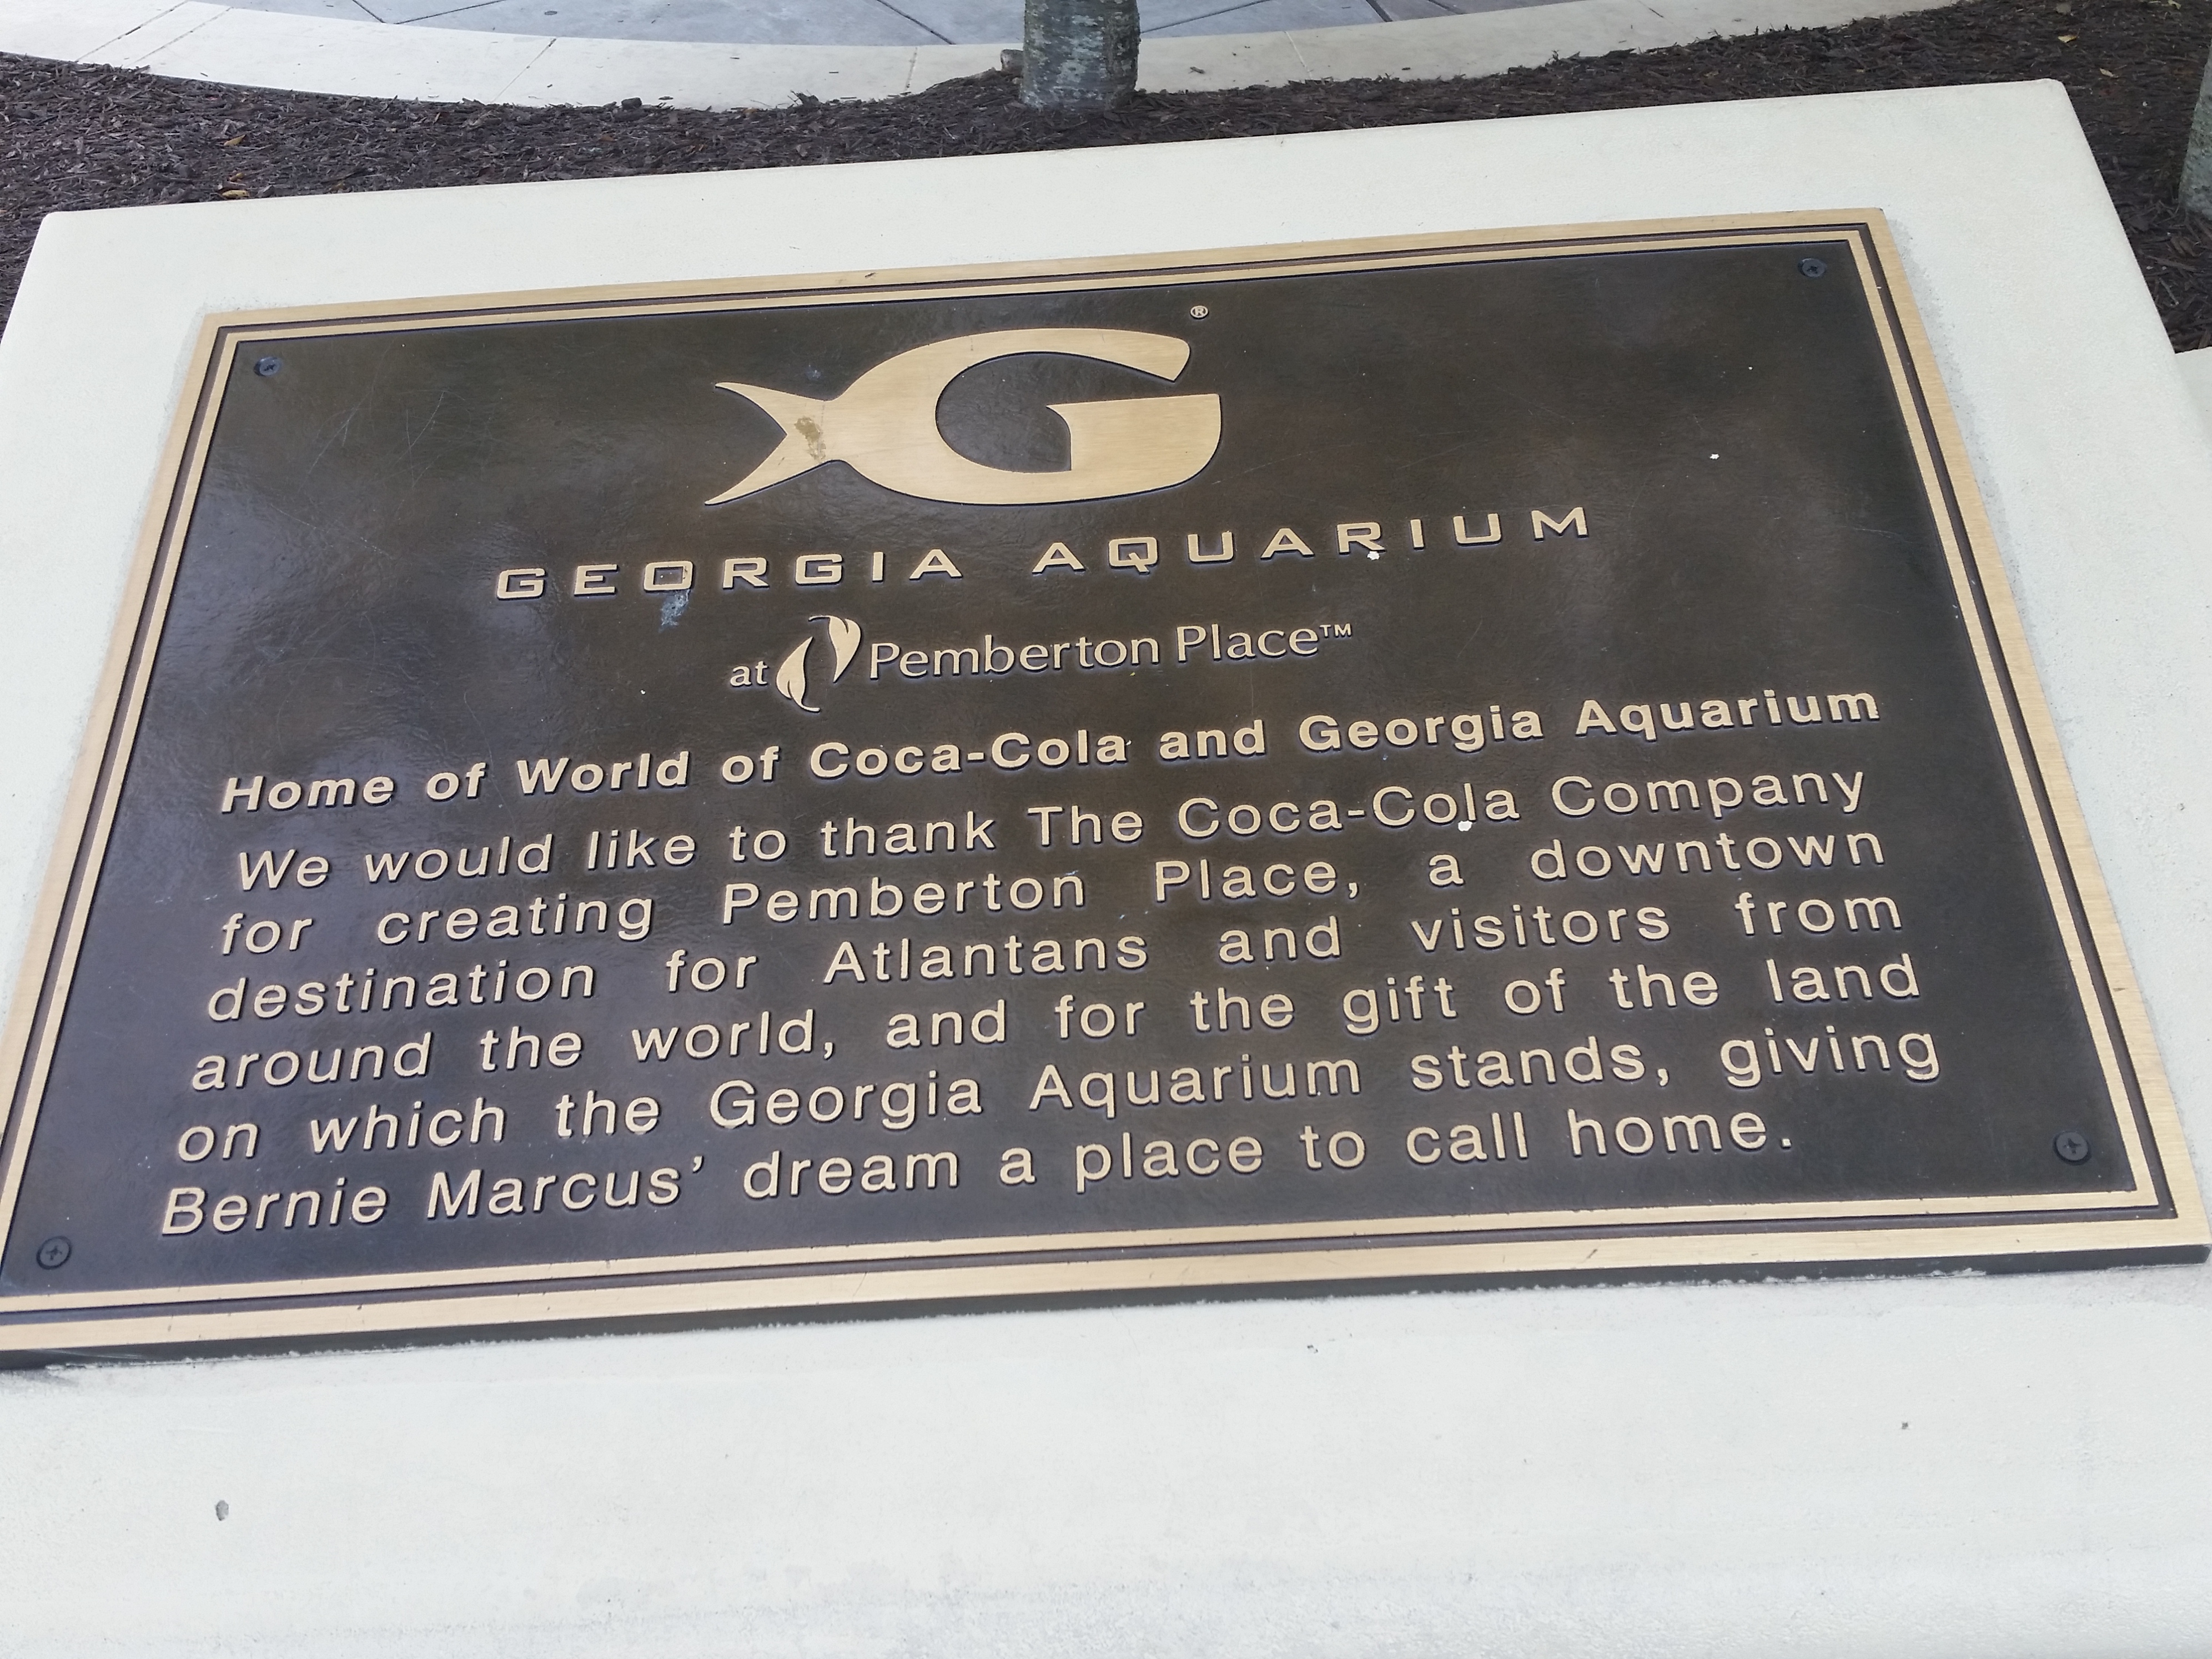 G®
GEORGIA AQUARIUM
at Pemberton Place™
Home of World of Coca-Cola and Georgia Aquarium
We would like to thank The Coca-Cola Company
for creating Pemberton Place, a downtown
destination for Atlantans and visitors from
around the world, and for the gift of the land
on which the Georgia Aquarium stands, giving
Bernie Marcus’ dream a place to call home.